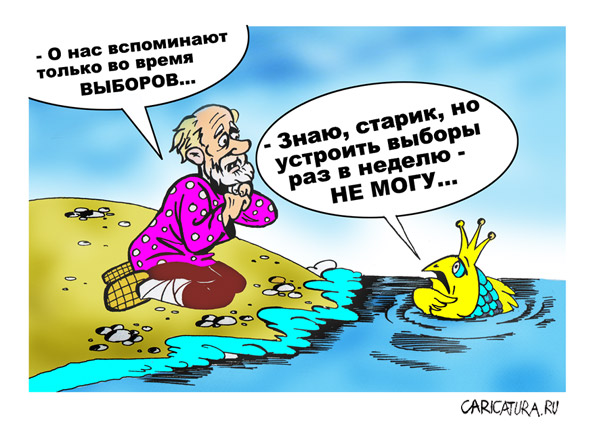 - О нас вспоминают
только во время
ВЫБОРОВ...
- Знаю, старик, но
устроить выборы
раз в неделю -
НЕ МОГУ...
CARICATURA.RU